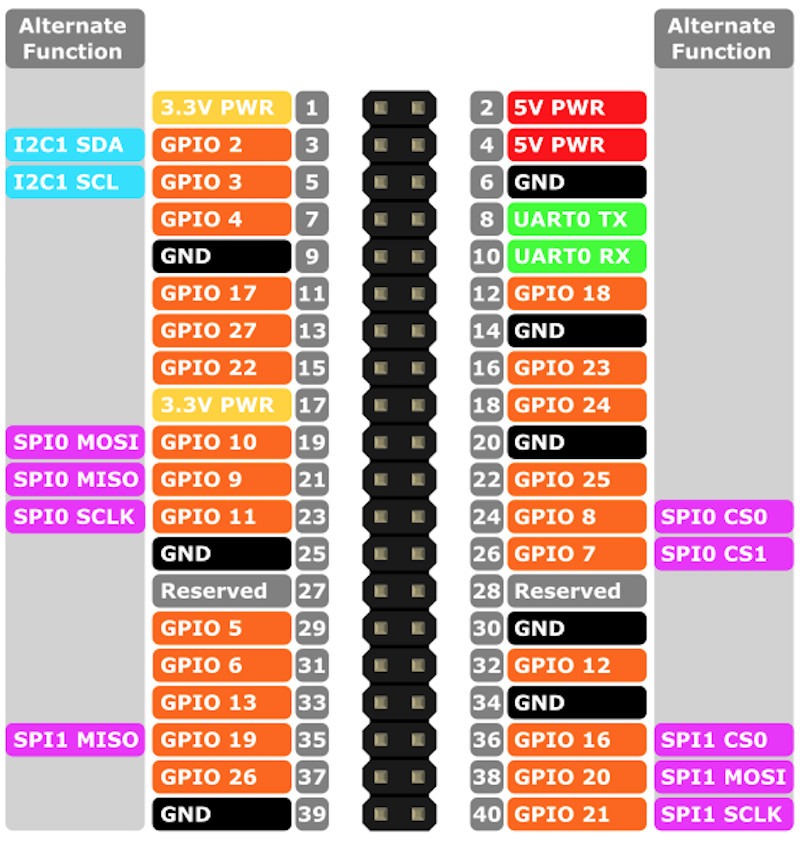 Alternate
Function
Alternate
Function
3.3V PWR 1 2 5V PWR
I2C1 SDA GPIO 2 3 4 5V PWR
I2C1 SCL GPIO 3 5 6 GND
GPIO 4 7 8 UART0 TX
GND 9 10 UART0 RX
GPIO 17 11 12 GPIO 18
GPIO 27 13 14 GND
GPIO 22 15 16 GPIO 23
3.3V PWR 17 18 GPIO 24
SPI0 MOSI GPIO 10 19 20 GND
SPI0 MISO GPIO 9 21 22 GPIO 25
SPI0 SCLK GPIO 11 23 24 GPIO 8 SPI0 CS0
GND 25 26 GPIO 7 SPI0 CS1
Reserved 27 28 Reserved
GPIO 5 29 30 GND
GPIO 6 31 32 GPIO 12
GPIO 13 33 34 GND
SPI1 MISO GPIO 19 35 36 GPIO 16 SPI1 CS0
GPIO 26 37 38 GPIO 20 SPI1 MOSI
GND 39 40 GPIO 21 SPI1 SCLK